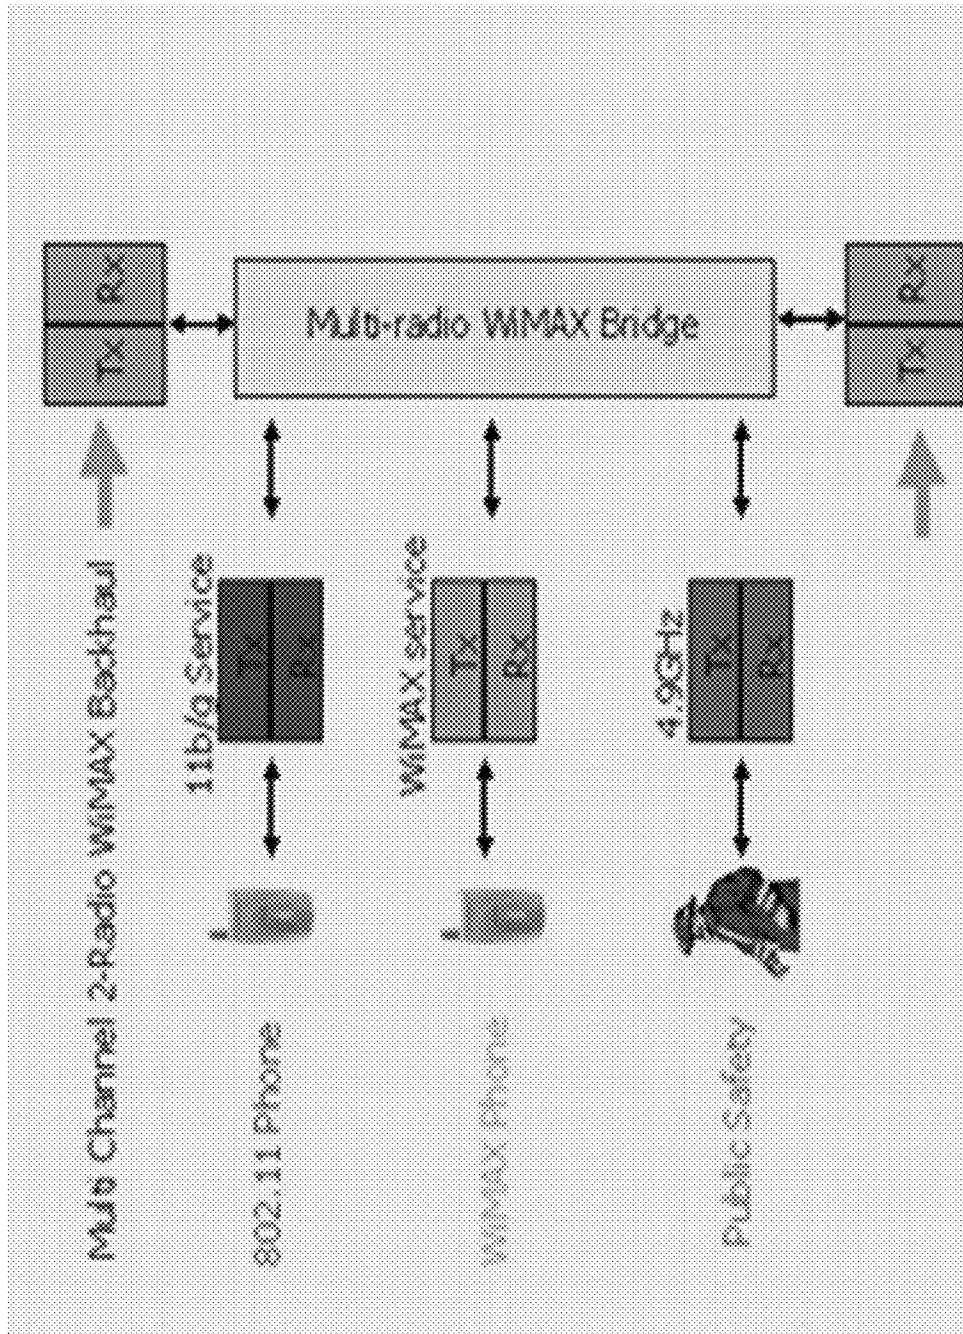 Multi Channel 2-Radio WiMAX Backhaul
Tx Rx
Multi-radio WiMAX Bridge
Tx Rx
802.11 Phone
11b/g Service
Tx
Rx
WiMAX Phone
WiMAX service
Tx
Rx
Public Safety
4.9GHz
Tx
Rx